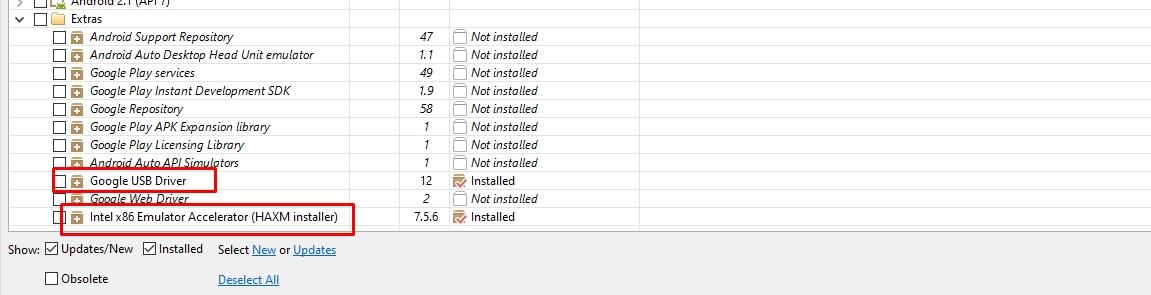 Android 2.1 (API 7)
Extras
Android Support Repository 47 Not installed
Android Auto Desktop Head Unit emulator 1.1 Not installed
Google Play services 49 Not installed
Google Play Instant Development SDK 1.9 Not installed
Google Repository 58 Not installed
Google Play APK Expansion library 1 Not installed
Google Play Licensing Library 1 Not installed
Android Auto API Simulators 1 Not installed
Google USB Driver 12 Installed
Google Web Driver 2 Not installed
Intel x86 Emulator Accelerator (HAXM installer) 7.5.6 Installed
Show: Updates/New Installed Select New or Updates
Obsolete Deselect All